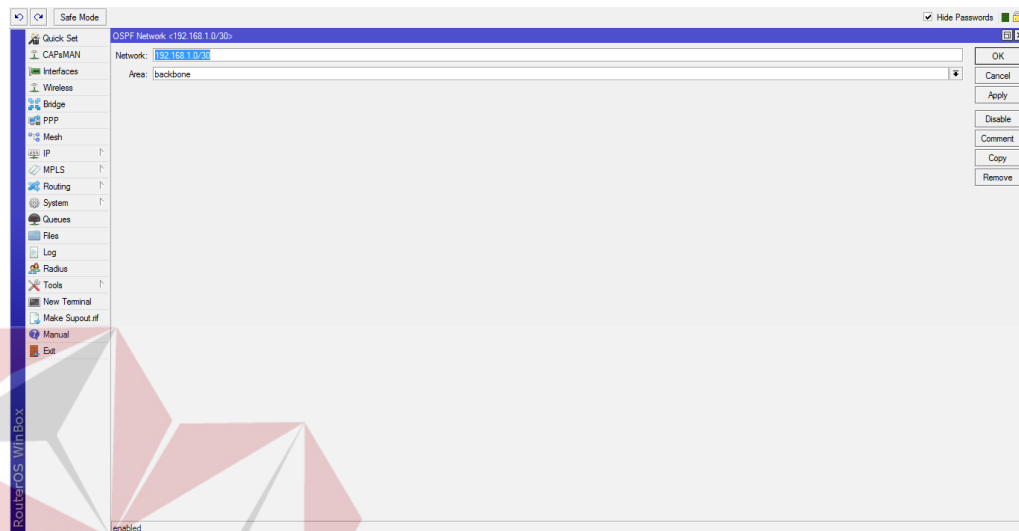 Safe Mode
Hide Passwords
Quick Set
CAPsMAN
Interfaces
Wireless
Bridge
PPP
Mesh
IP
MPLS
Routing
System
Queues
Files
Log
Radius
Tools
New Terminal
Make Supout.rif
Manual
Exit
RouterOS WinBox
OSPF Network <192.168.1.0/30>
Network: 192.168.1.0/30
Area: backbone
OK
Cancel
Apply
Disable
Comment
Copy
Remove
enabled